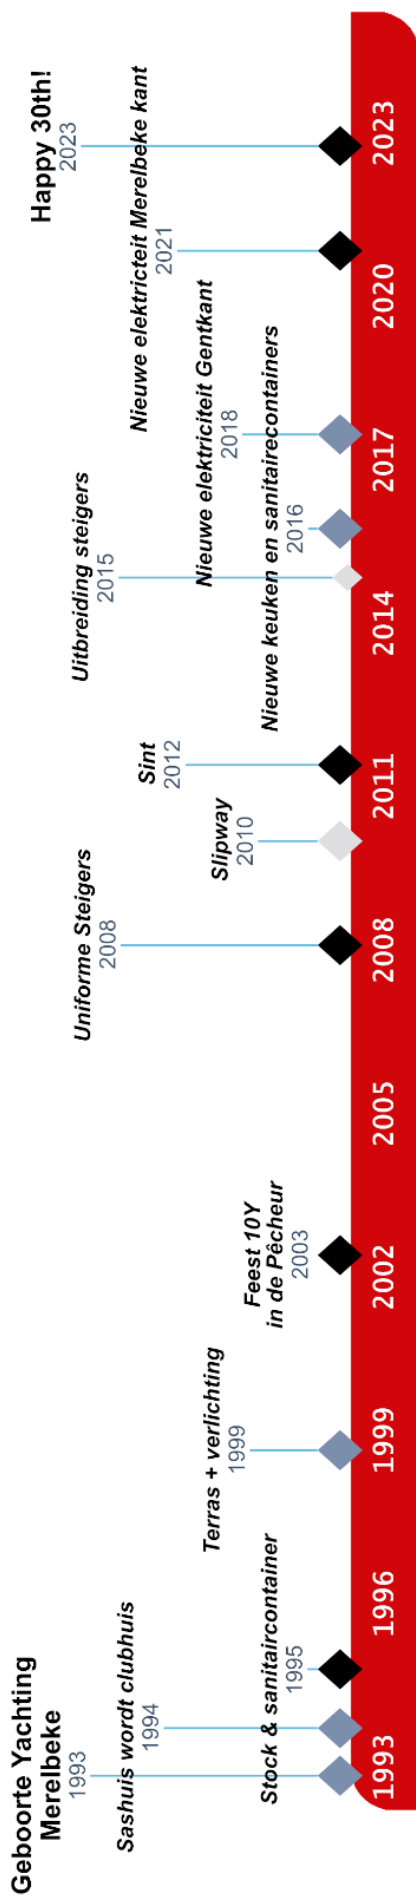 Geboorte Yachting
Merelbeke
1993
Sashuis wordt clubhuis
1994
Stock & sanitaircontainer
1995
Terras + verlichting
1999
Feest 10Y
in de Pêcheur
2003
Uniforme Steigers
2008
Slipway
2010
Sint
2012
Uitbreiding steigers
2015
Nieuwe keuken en sanitairecontainers
2016
Nieuwe elektriciteit Gentkant
2018
Nieuwe elektricteit Merelbeke kant
2021
Happy 30th!
2023
1993
1996
1999
2002
2005
2008
2011
2014
2017
2020
2023